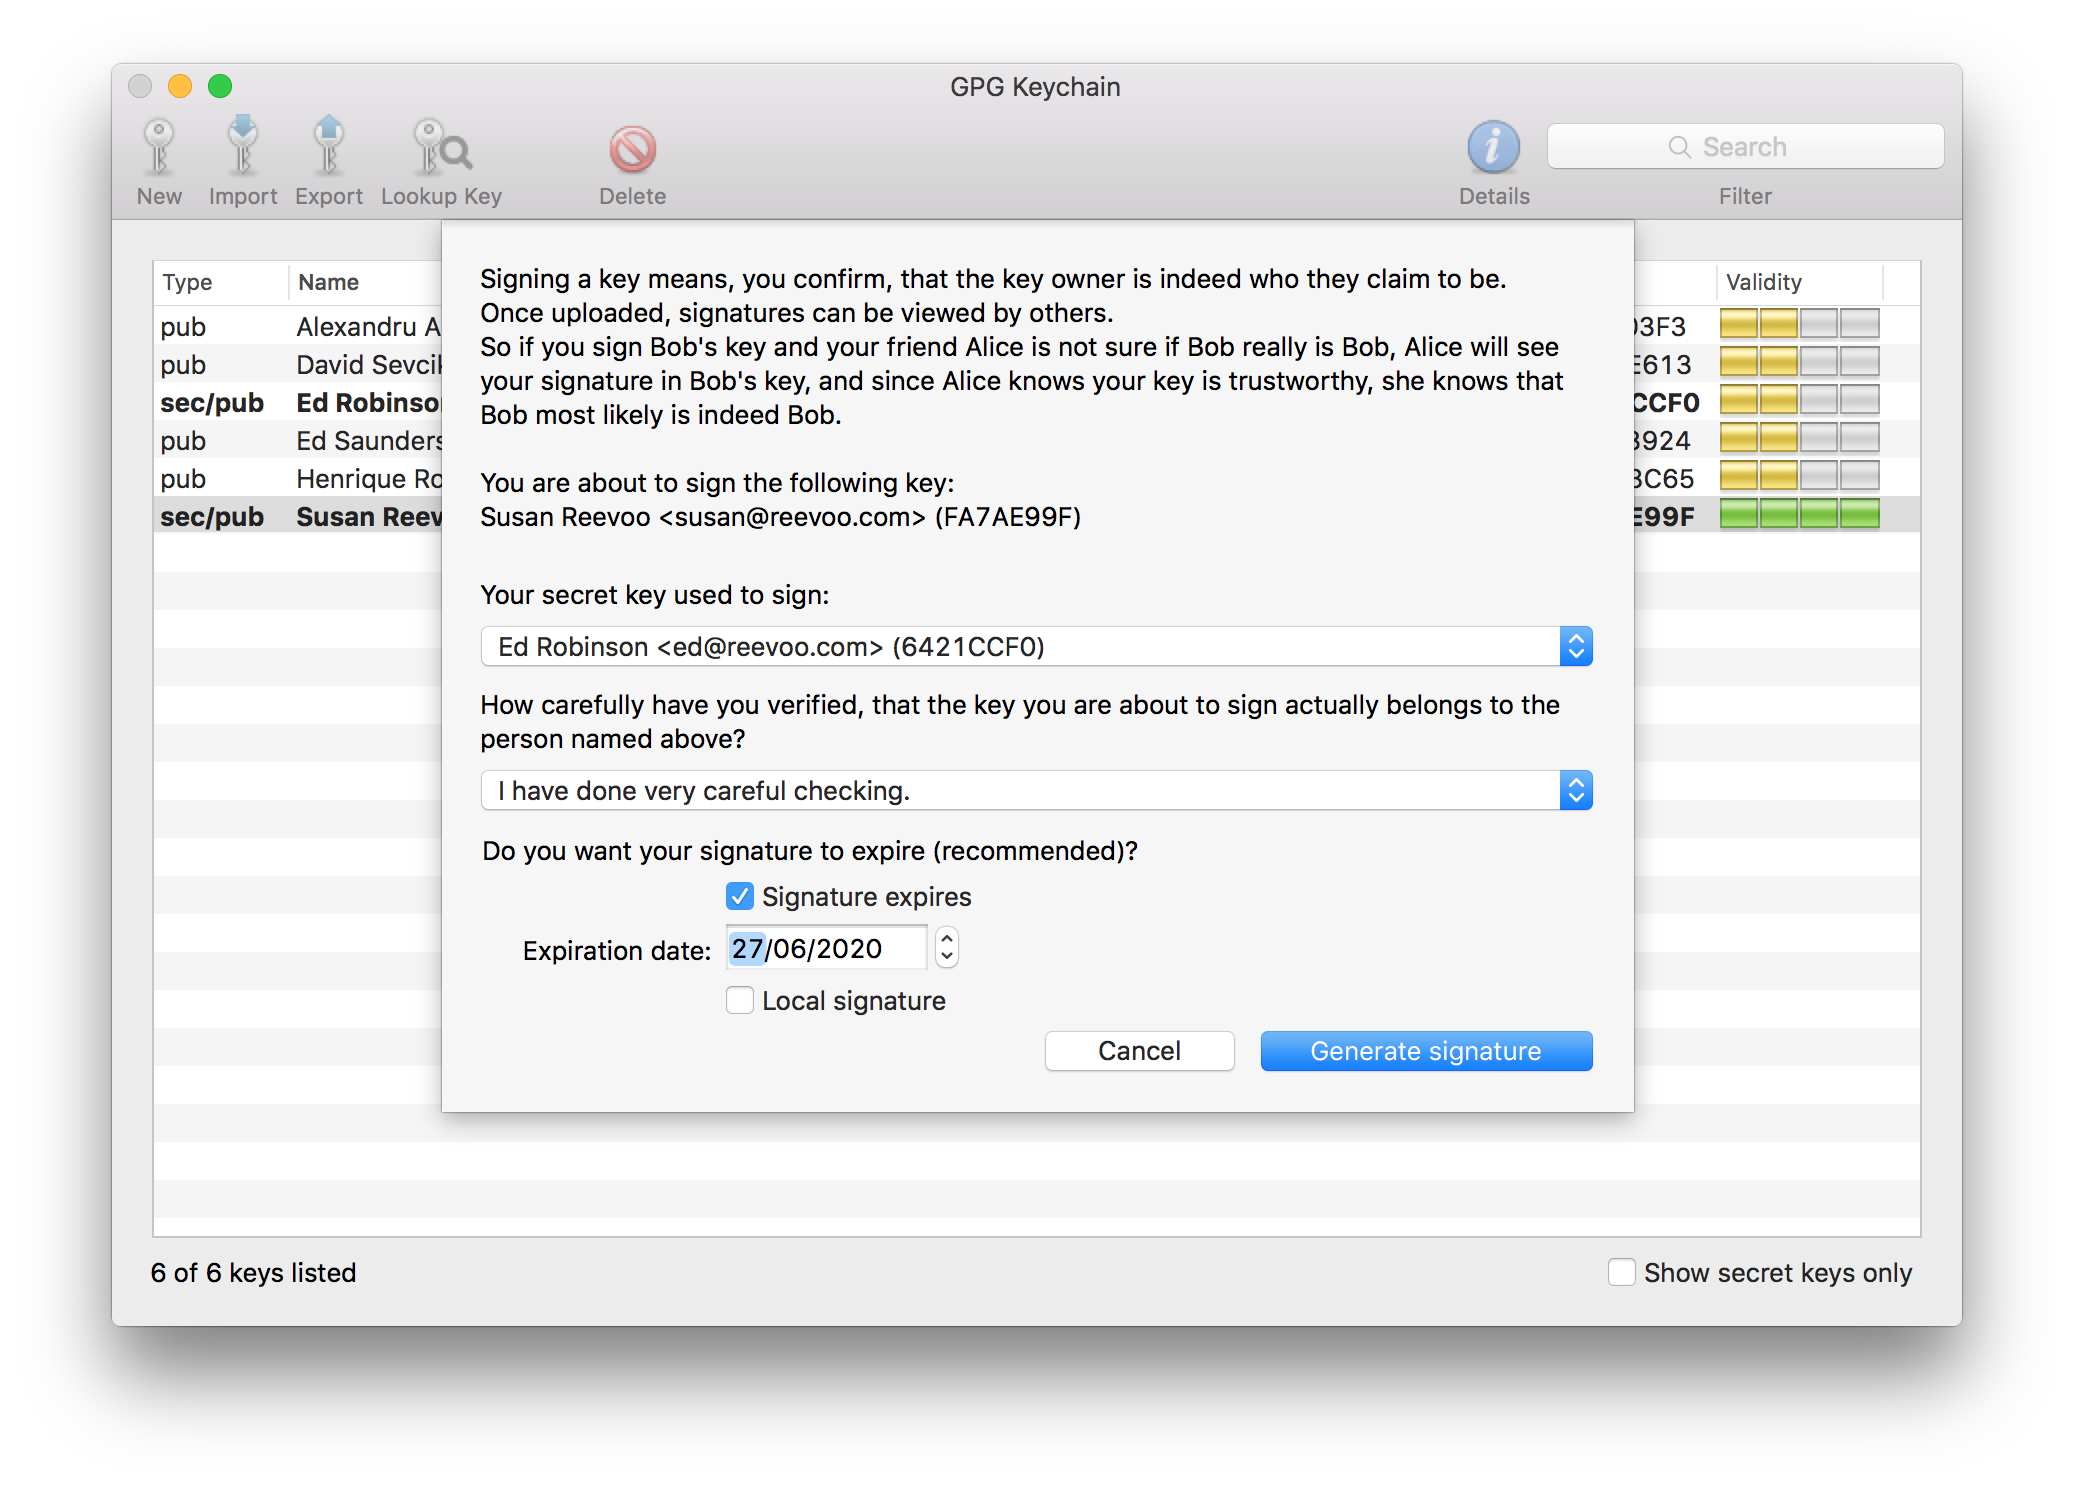 GPG Keychain
New
Import
Export
Lookup Key
Delete
Details
Search
Filter
Type Name Validity
pub Alexandru A
pub David Sevcik
sec/pub Ed Robinson CCF0
pub Ed Saunders 3924
pub Henrique Ro 3C65
sec/pub Susan Reev E99F
03F3
E613
Signing a key means, you confirm, that the key owner is indeed who they claim to be.
Once uploaded, signatures can be viewed by others.
So if you sign Bob's key and your friend Alice is not sure if Bob really is Bob, Alice will see
your signature in Bob's key, and since Alice knows your key is trustworthy, she knows that
Bob most likely is indeed Bob.
You are about to sign the following key:
Susan Reevoo <susan@reevoo.com> (FA7AE99F)
Your secret key used to sign:
Ed Robinson <ed@reevoo.com> (6421CCF0)
How carefully have you verified, that the key you are about to sign actually belongs to the
person named above?
I have done very careful checking.
Do you want your signature to expire (recommended)?
Signature expires
Expiration date: 27/06/2020
Local signature
Cancel
Generate signature
6 of 6 keys listed
Show secret keys only